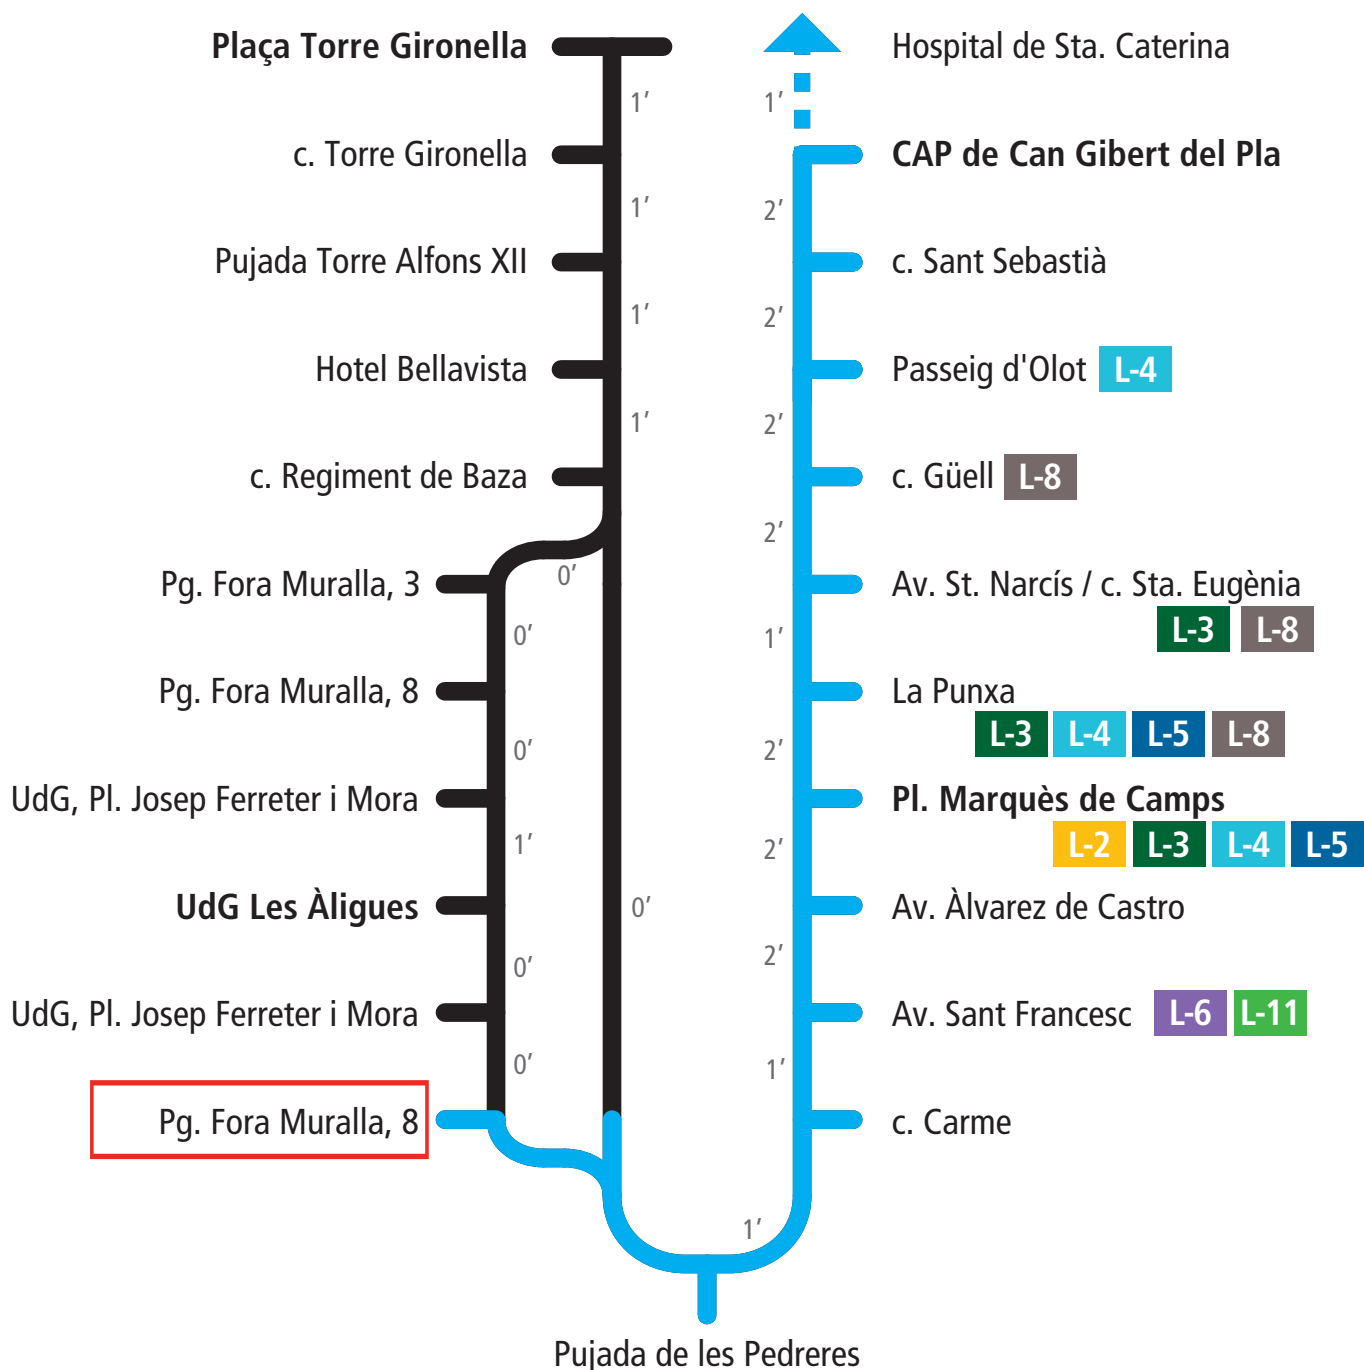 Plaça Torre Gironella
1’
c. Torre Gironella
1’
Pujada Torre Alfons XII
1’
Hotel Bellavista
1’
c. Regiment de Baza
0’
Pg. Fora Muralla, 3
0’
Pg. Fora Muralla, 8
0’
UdG, Pl. Josep Ferreter i Mora
1’
UdG Les Àligues
0’
0’
UdG, Pl. Josep Ferreter i Mora
0’
Pg. Fora Muralla, 8
Pujada de les Pedreres
1’
c. Carme
1’
Av. Sant Francesc L-6 L-11
2’
Av. Àlvarez de Castro
2’
Pl. Marquès de Camps
L-2 L-3 L-4 L-5
2’
La Punxa
L-3 L-4 L-5 L-8
1’
Av. St. Narcís / c. Sta. Eugènia
L-3 L-8
2’
c. Güell L-8
2’
Passeig d'Olot L-4
2’
c. Sant Sebastià
2’
CAP de Can Gibert del Pla
1’
Hospital de Sta. Caterina